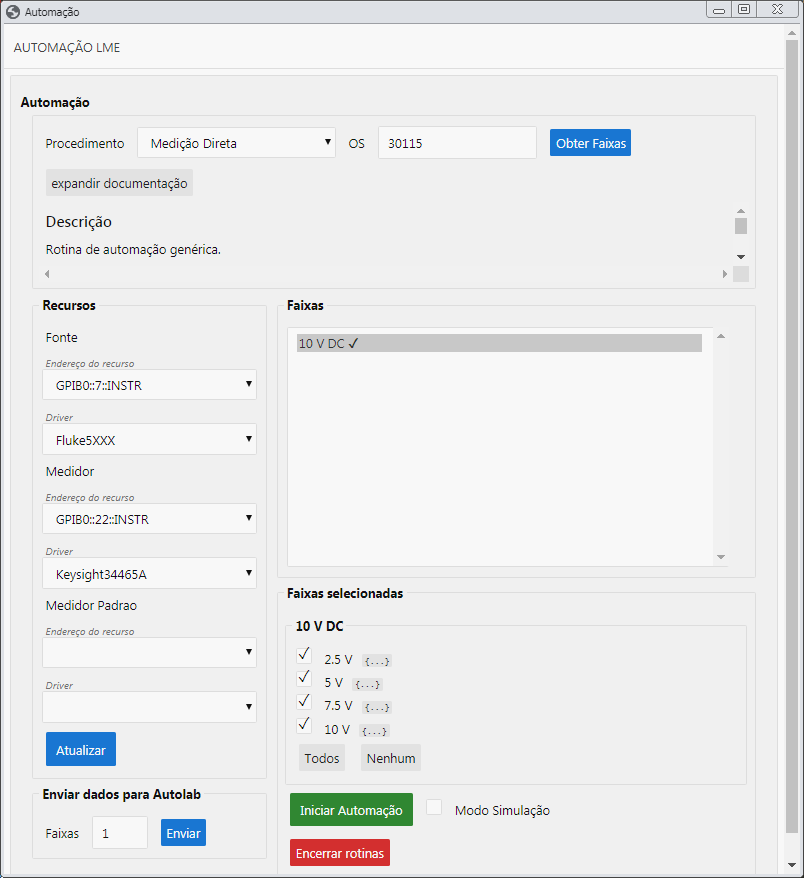 Automação
AUTOMAÇÃO LME
Automação
Procedimento Medição Direta OS 30115 Obter Faixas
expandir documentação
Descrição
Rotina de automação genérica.
Recursos
Fonte
Endereço do recurso
GPIB0::7::INSTR
Driver
Fluke5XXX
Medidor
Endereço do recurso
GPIB0::22::INSTR
Driver
Keysight34465A
Medidor Padrao
Endereço do recurso
Driver
Atualizar
Enviar dados para Autolab
Faixas 1 Enviar
Faixas
10 V DC ✓
Faixas selecionadas
10 V DC
✓ 2.5 V {...}
✓ 5 V {...}
✓ 7.5 V {...}
✓ 10 V {...}
Todos Nenhum
Iniciar Automação Modo Simulação
Encerrar rotinas